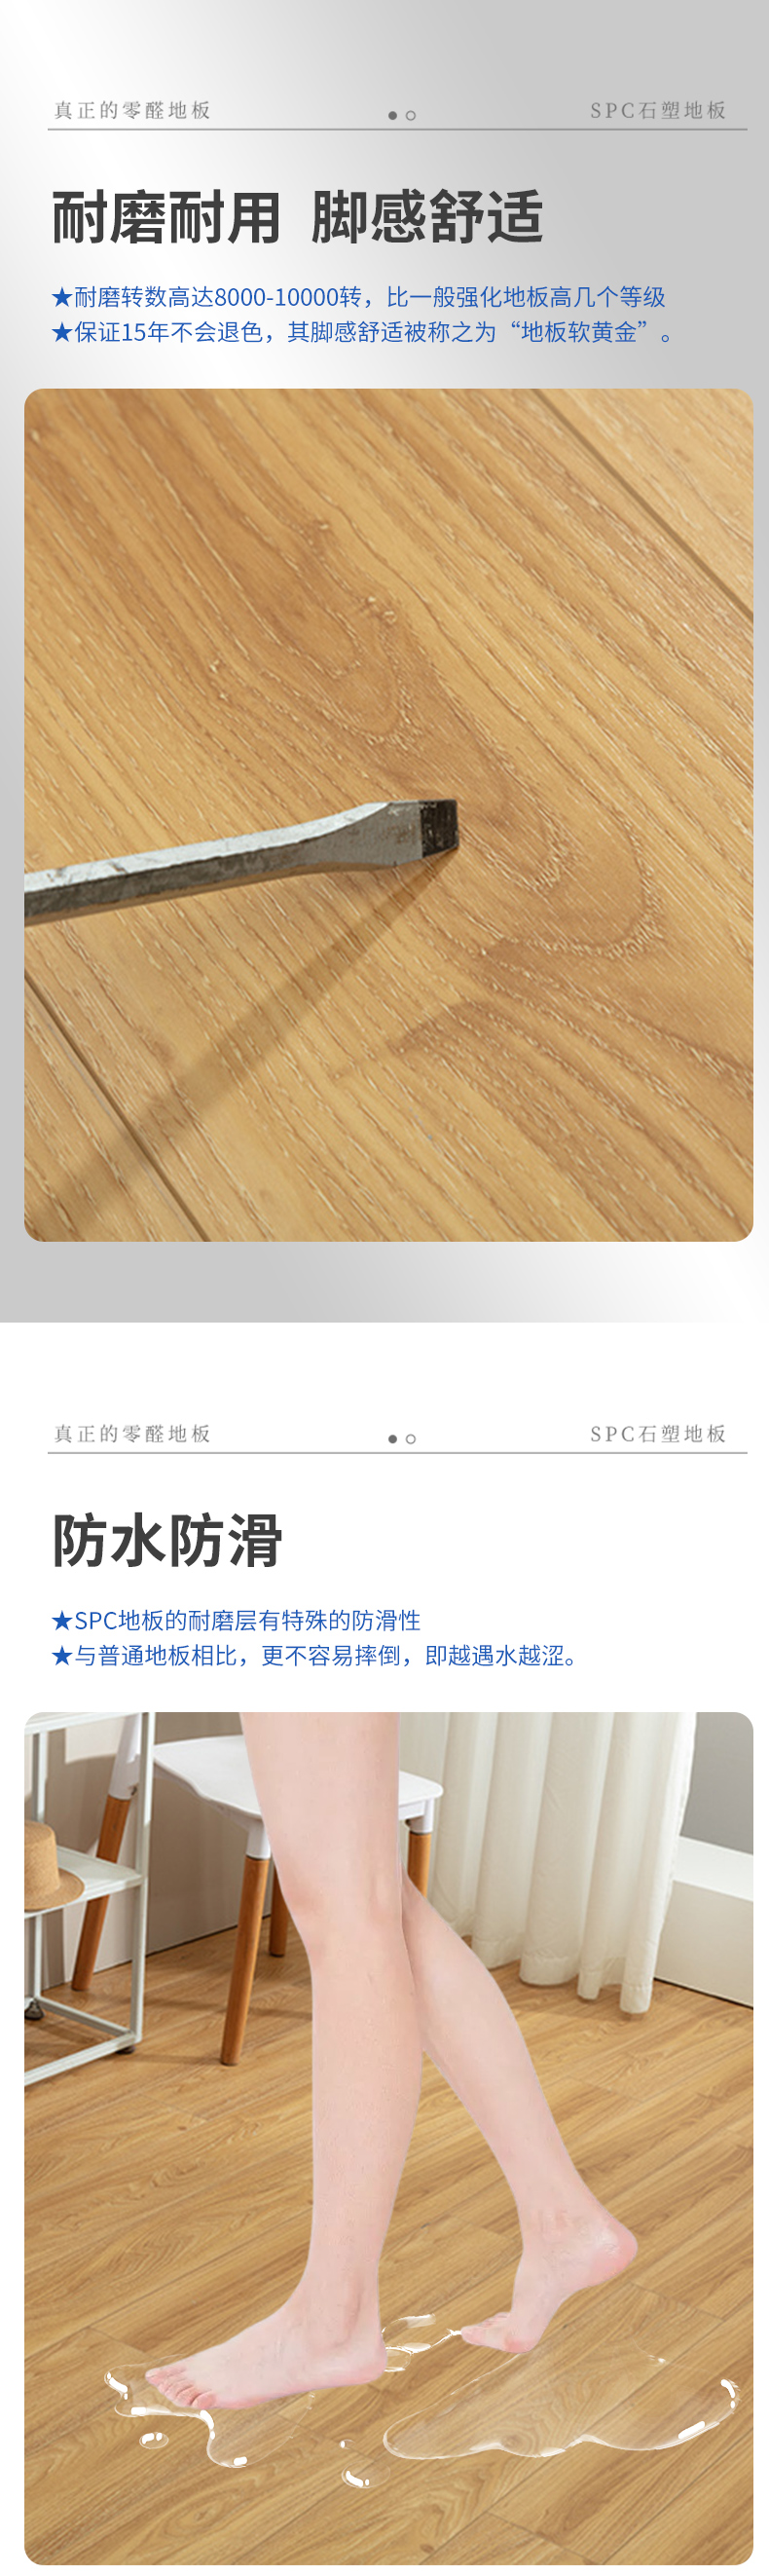 真正的零醛地板
SPC石塑地板
耐磨耐用 脚感舒适
★耐磨转数高达8000-10000转，比一般强化地板高几个等级
★保证15年不会退色，其脚感舒适被称之为“地板软黄金”。
真正的零醛地板
SPC石塑地板
防水防滑
★SPC地板的耐磨层有特殊的防滑性
★与普通地板相比，更不容易摔倒，即越遇水越涩。